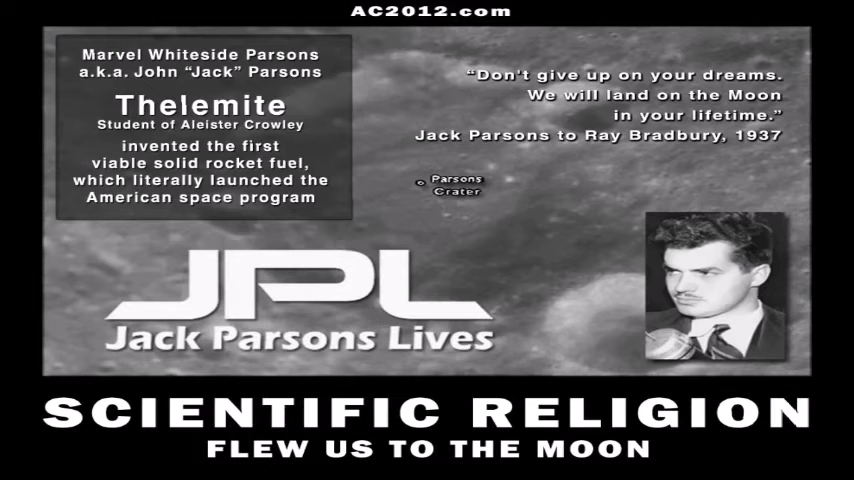 AC2012.com
Marvel Whiteside Parsons
a.k.a. John “Jack” Parsons
Thelemite
Student of Aleister Crowley
invented the first
viable solid rocket fuel,
which literally launched the
American space program
“Don't give up on your dreams.
We will land on the Moon
in your lifetime.”
Jack Parsons to Ray Bradbury, 1937
Parsons
Crater
JPL
Jack Parsons Lives
SCIENTIFIC RELIGION
FLEW US TO THE MOON